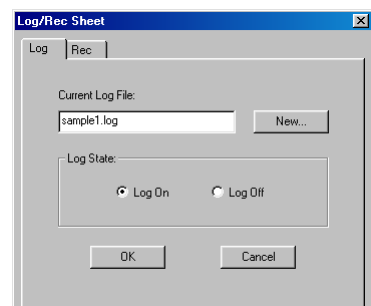 Log/Rec Sheet
Log Rec
Current Log File:
sample1.log New...
Log State:
Log On Log Off
OK Cancel